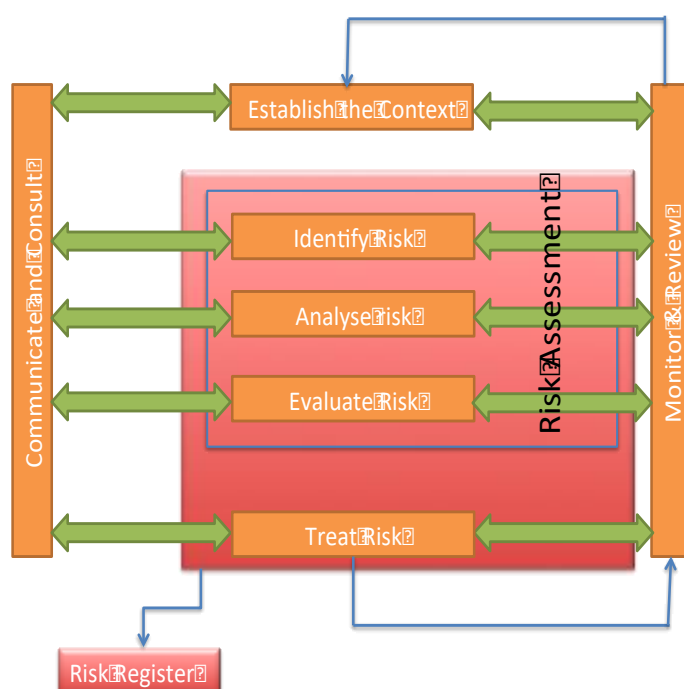 Establish the Context
Communicate and Consult
Identify Risk
Analyse risk
Evaluate Risk
Risk Assessment
Monitor & Review
Treat Risk
Risk Register